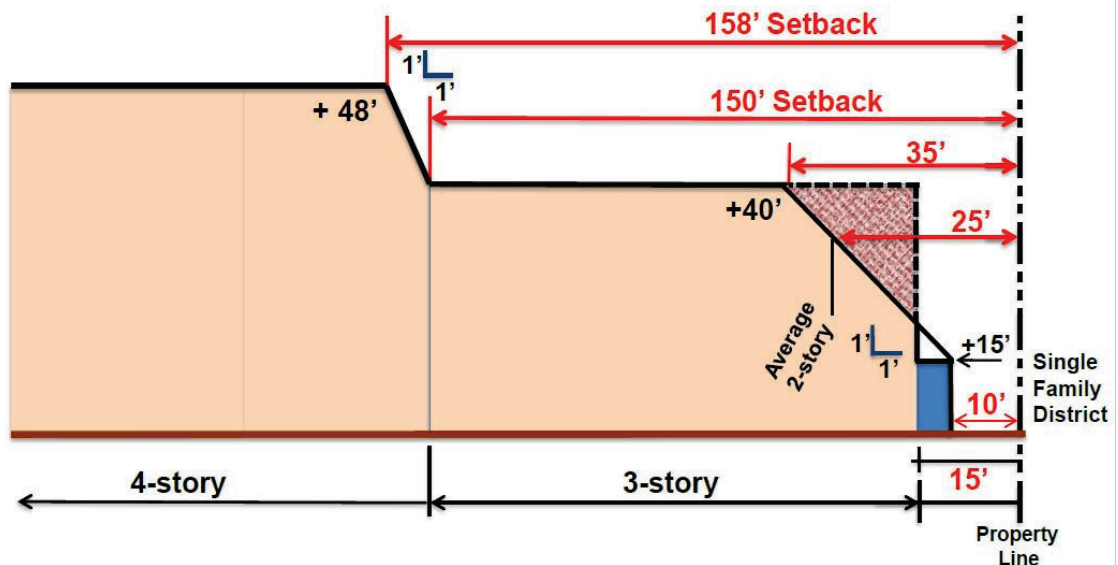 158’ Setback
1’
1’
150’ Setback
+ 48’
35’
+40’
25’
Average
2-story
1’
1’
+15’
Single
Family
District
10’
4-story
3-story
15’
Property
Line